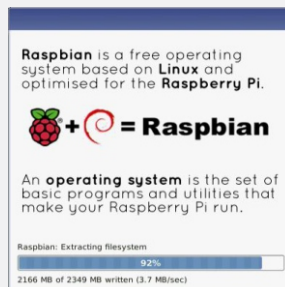 Raspbian is a free operating
system based on Linux and
optimised for the Raspberry Pi.
+ = Raspbian
An operating system is the set of
basic programs and utilities that
make your Raspberry Pi run.
Raspbian: Extracting filesystem
92%
2166 MB of 2349 MB written (3.7 MB/sec)